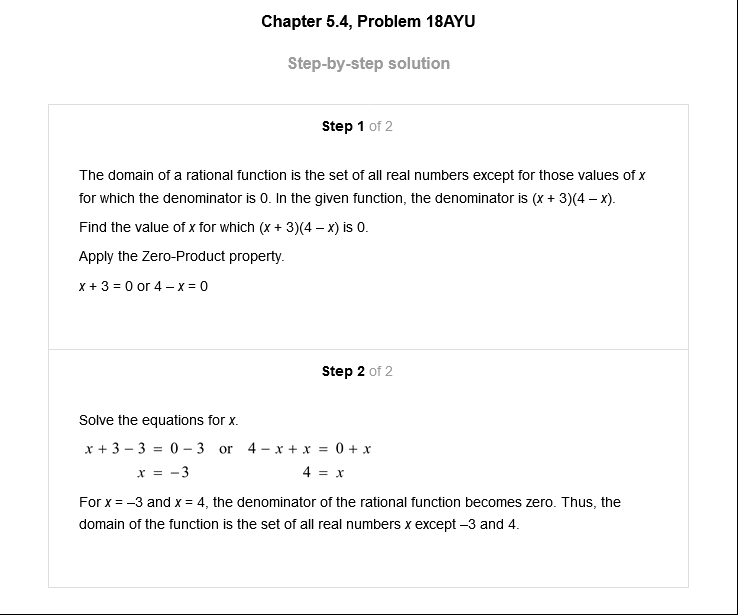 Chapter 5.4, Problem 18AYU
Step-by-step solution
Step 1 of 2
The domain of a rational function is the set of all real numbers except for those values of x
for which the denominator is 0. In the given function, the denominator is (x + 3)(4 – x).
Find the value of x for which (x + 3)(4 – x) is 0.
Apply the Zero-Product property.
x + 3 = 0 or 4 – x = 0
Step 2 of 2
Solve the equations for x.
x + 3 − 3 = 0 − 3 or 4 − x + x = 0 + x
x = −3 4 = x
For x = –3 and x = 4, the denominator of the rational function becomes zero. Thus, the
domain of the function is the set of all real numbers x except –3 and 4.